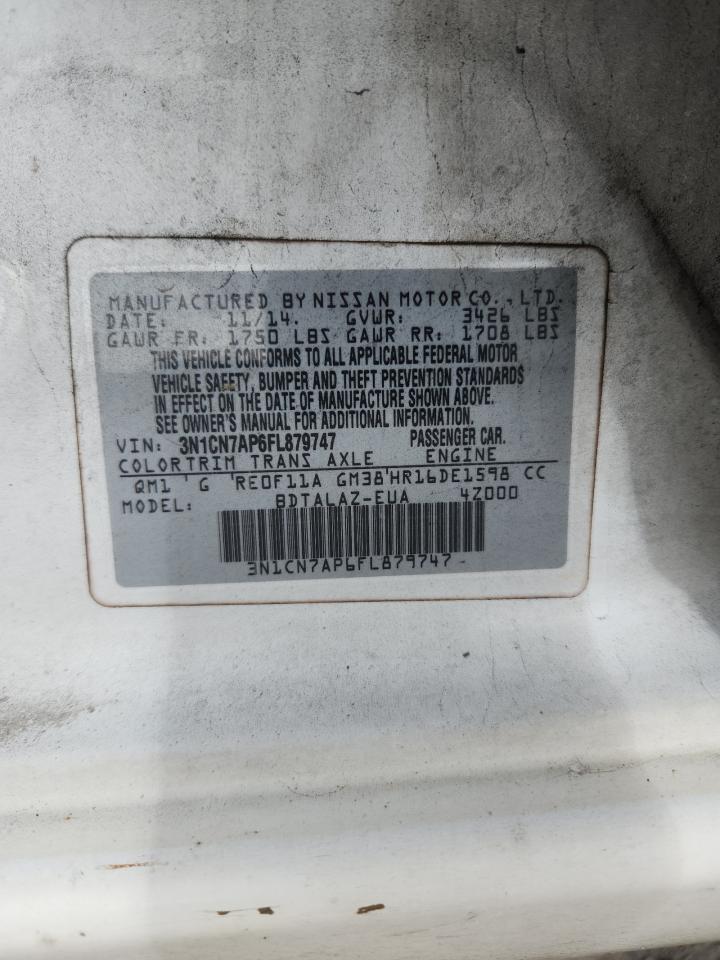 MANUFACTURED BY NISSAN MOTOR CO., LTD.
DATE: 11/14. GVWR: 3426 LBS
GAWR FR: 1750 LBS GAWR RR: 1708 LBS
THIS VEHICLE CONFORMS TO ALL APPLICABLE FEDERAL MOTOR
VEHICLE SAFETY, BUMPER AND THEFT PREVENTION STANDARDS
IN EFFECT ON THE DATE OF MANUFACTURE SHOWN ABOVE.
SEE OWNER'S MANUAL FOR ADDITIONAL INFORMATION.
VIN: 3N1CN7AP6FL879747 PASSENGER CAR.
COLOR TRIM TRANS AXLE ENGINE
QM1 ' G 'RE0F11A GM38'HR16DE1598 CC
MODEL: BDTALAZ-EUA 4Z000
3N1CN7AP6FL879747